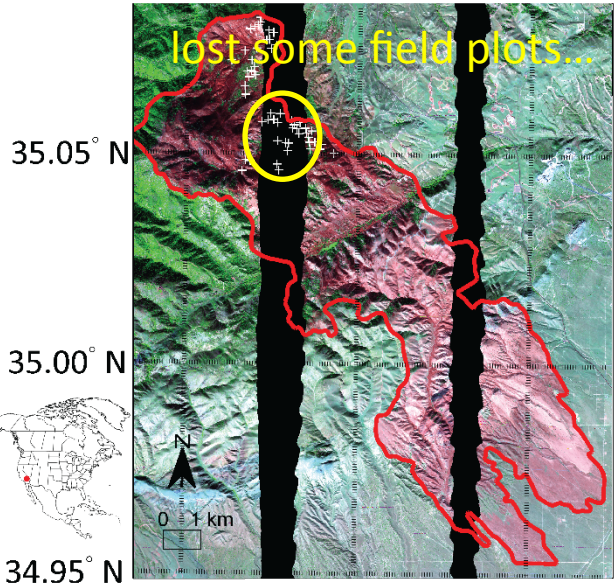 lost some field plots...
35.05° N
35.00° N
N
0 1 km
34.95° N